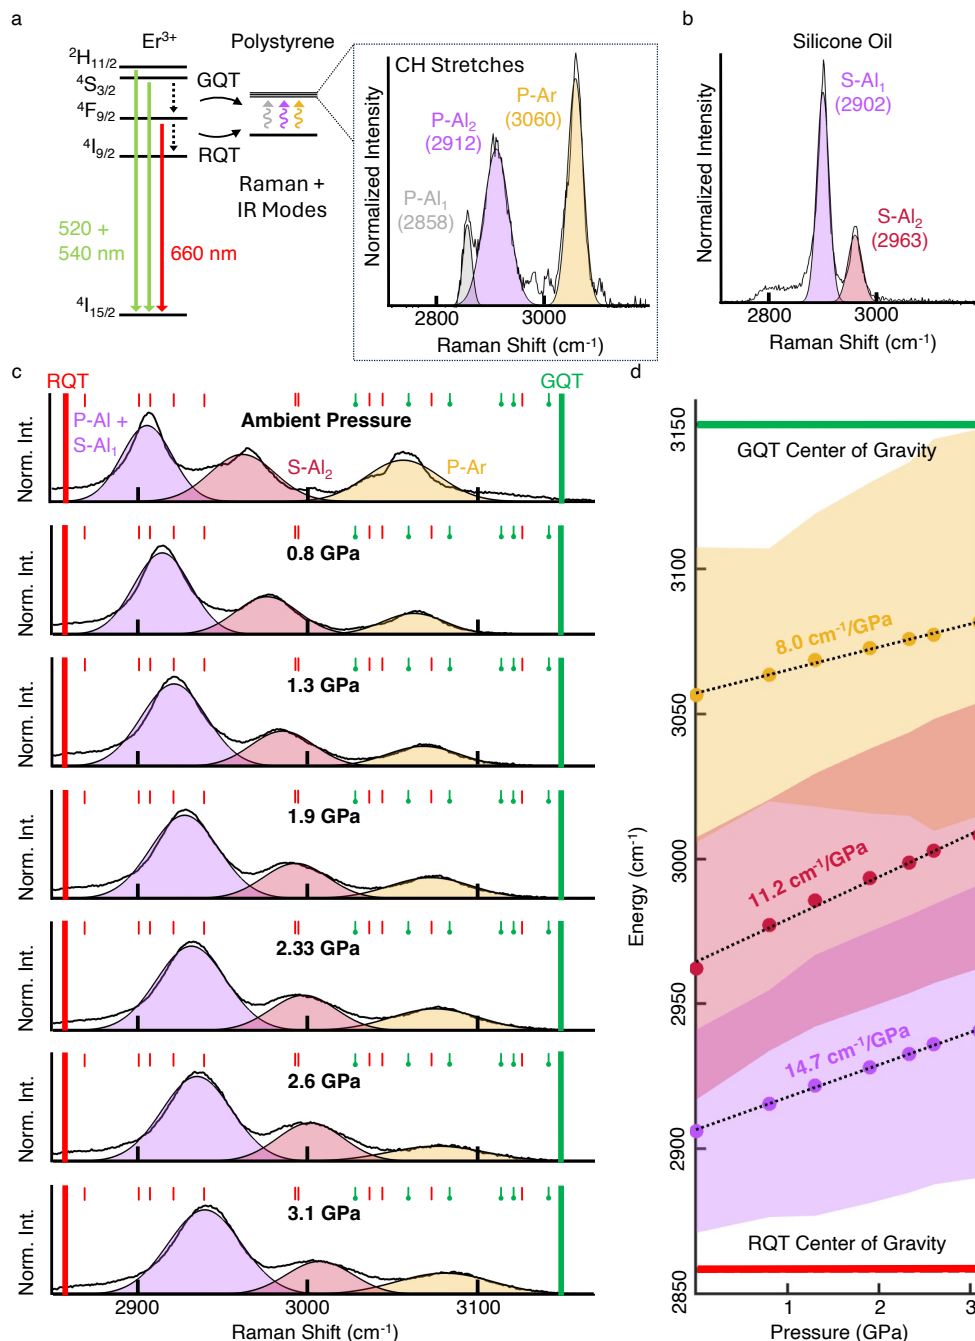 a
Er³⁺
Polystyrene
²H₁₁/₂
⁴S₃/₂
⁴F₉/₂
⁴I₉/₂
⁴I₁₅/₂
GQT
RQT
Raman +
IR Modes
520 +
540 nm
660 nm
CH Stretches
P-Ar
(3060)
P-Al₂
(2912)
P-Al₁
(2858)
Normalized Intensity
2800
3000
Raman Shift (cm⁻¹)
b
Silicone Oil
S-Al₁
(2902)
S-Al₂
(2963)
Normalized Intensity
2800
3000
Raman Shift (cm⁻¹)
c
RQT
GQT
P-Al +
S-Al₁
Ambient Pressure
S-Al₂
P-Ar
Norm. Int.
0.8 GPa
Norm. Int.
1.3 GPa
Norm. Int.
1.9 GPa
Norm. Int.
2.33 GPa
Norm. Int.
2.6 GPa
Norm. Int.
3.1 GPa
Norm. Int.
2900
3000
3100
Raman Shift (cm⁻¹)
d
3150
GQT Center of Gravity
3100
8.0 cm⁻¹/GPa
3050
3000
11.2 cm⁻¹/GPa
Energy (cm⁻¹)
2950
14.7 cm⁻¹/GPa
2900
RQT Center of Gravity
2850
1
2
3
Pressure (GPa)